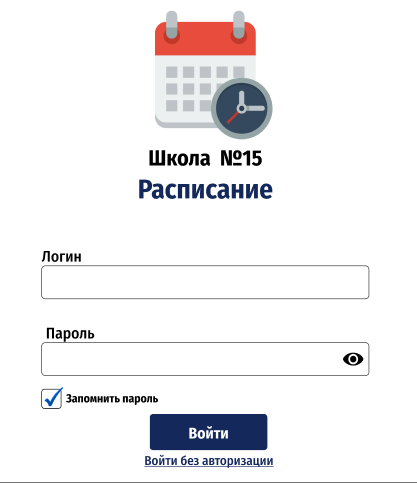 Школа №15
Расписание
Логин
Пароль
Запомнить пароль
Войти
Войти без авторизации